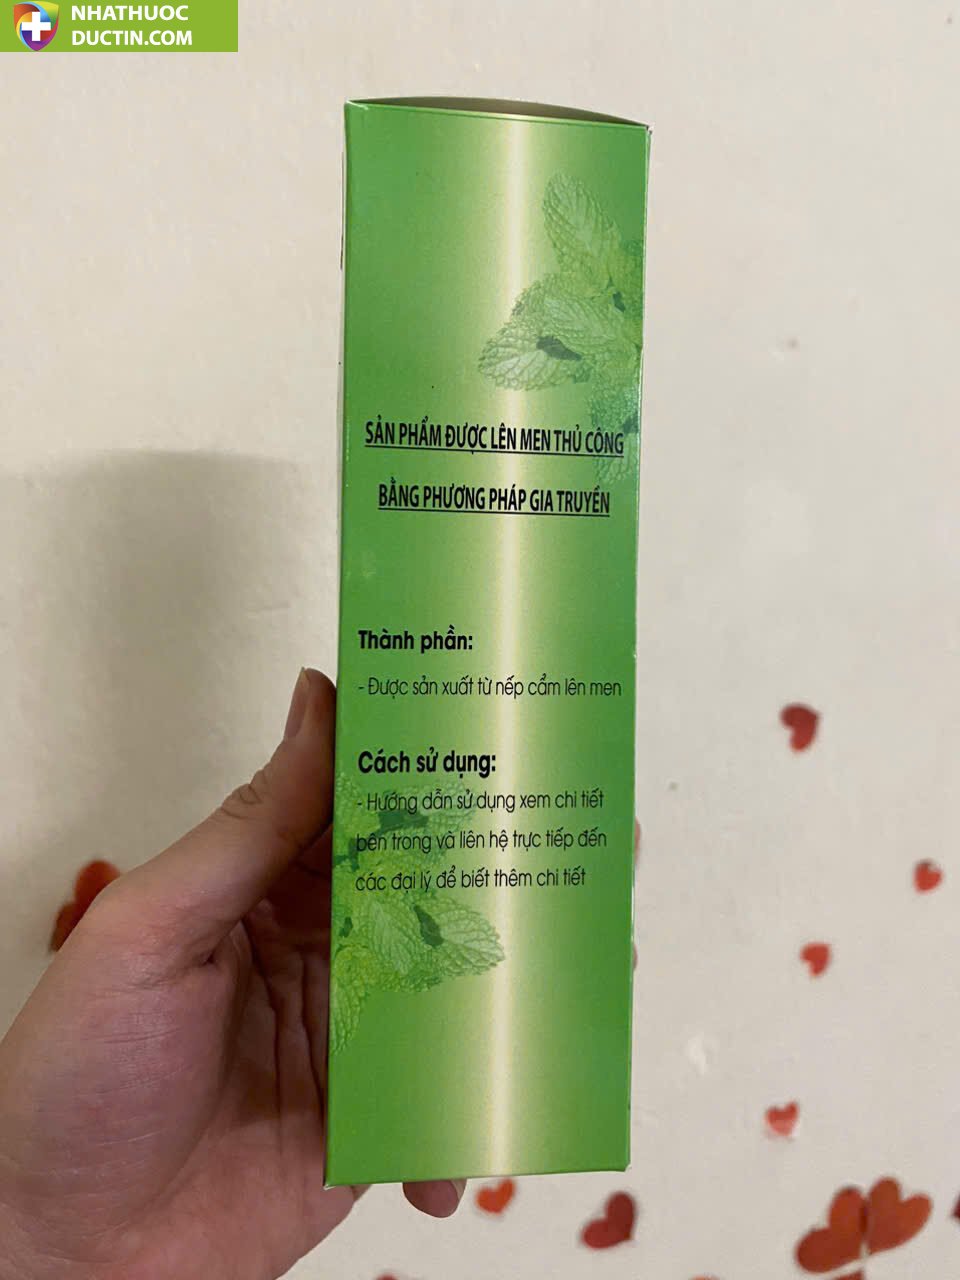 NHATHUOC
DUCTIN.COM
SẢN PHẨM ĐƯỢC LÊN MEN THỦ CÔNG
BẰNG PHƯƠNG PHÁP GIA TRUYỀN
Thành phần:
- Được sản xuất từ nếp cẩm lên men
Cách sử dụng:
- Hướng dẫn sử dụng xem chi tiết
bên trong và liên hệ trực tiếp đến
các đại lý để biết thêm chi tiết